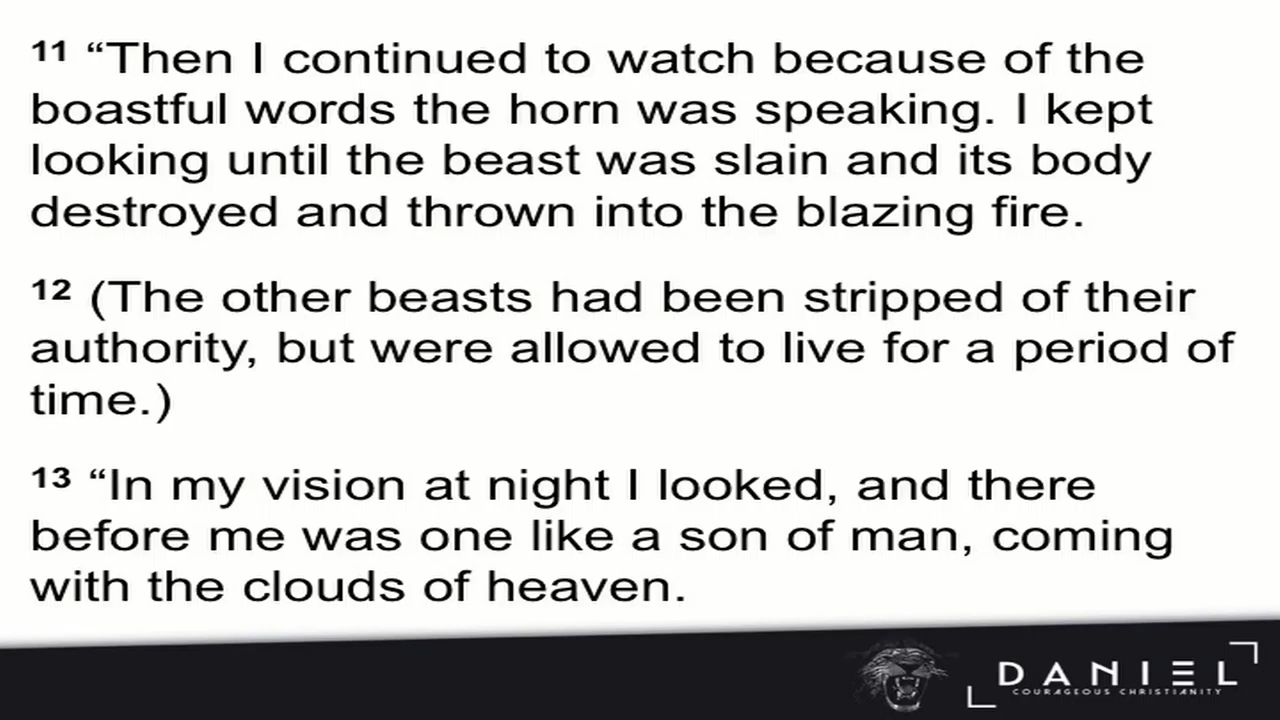 11 “Then I continued to watch because of the
boastful words the horn was speaking. I kept
looking until the beast was slain and its body
destroyed and thrown into the blazing fire.
12 (The other beasts had been stripped of their
authority, but were allowed to live for a period of
time.)
13 “In my vision at night I looked, and there
before me was one like a son of man, coming
with the clouds of heaven.
DANIEL
COURAGEOUS CHRISTIANITY